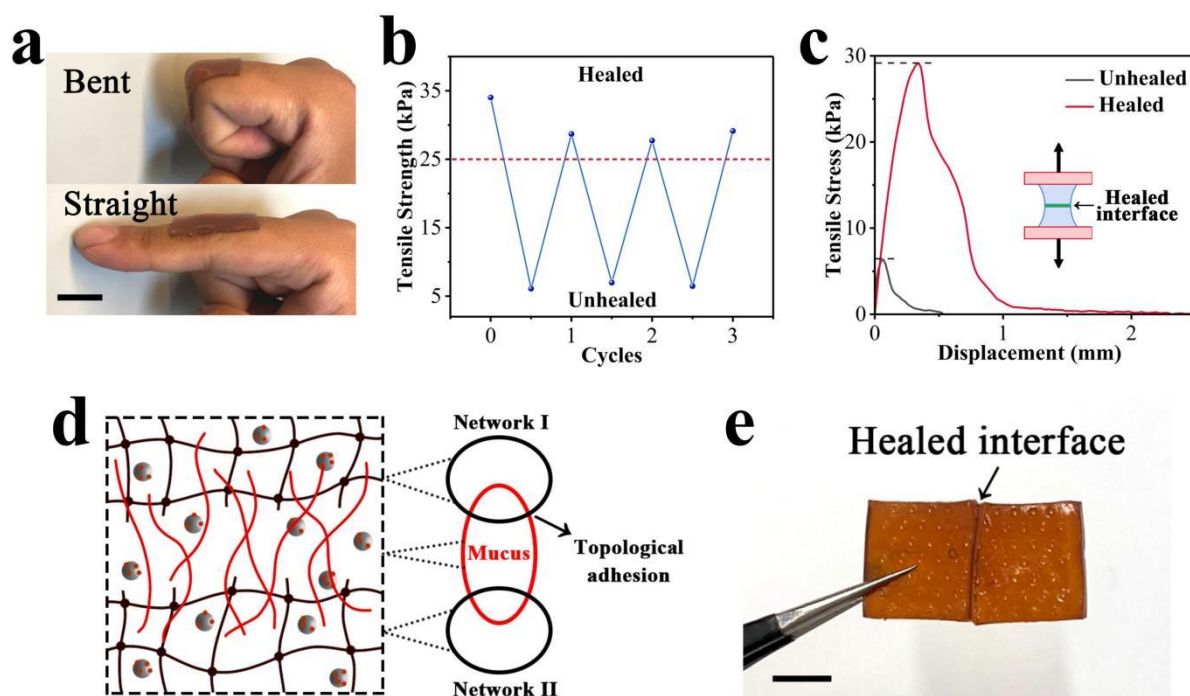 a
Bent
Straight
b
Tensile Strength (kPa)
35
25
15
5
Healed
Unhealed
0
1
2
3
Cycles
c
Tensile Stress (kPa)
30
20
10
0
Unhealed
Healed
Healed
interface
0
1
2
Displacement (mm)
d
Network I
Mucus
Topological
adhesion
Network II
e
Healed interface